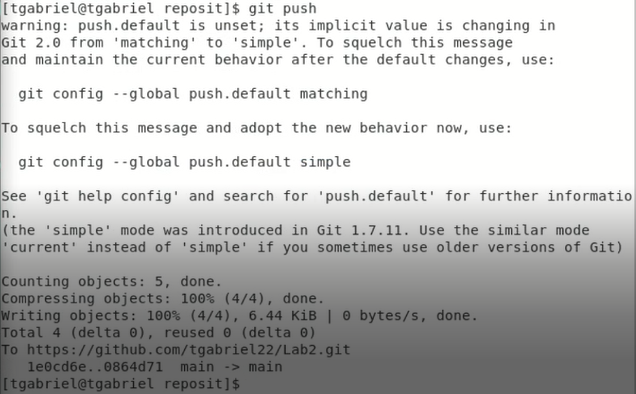 [tgabriel@tgabriel reposit]$ git push
warning: push.default is unset; its implicit value is changing in
Git 2.0 from 'matching' to 'simple'. To squelch this message
and maintain the current behavior after the default changes, use:

  git config --global push.default matching

To squelch this message and adopt the new behavior now, use:

  git config --global push.default simple

See 'git help config' and search for 'push.default' for further informatio
n.
(the 'simple' mode was introduced in Git 1.7.11. Use the similar mode
'current' instead of 'simple' if you sometimes use older versions of Git)

Counting objects: 5, done.
Compressing objects: 100% (4/4), done.
Writing objects: 100% (4/4), 6.44 KiB | 0 bytes/s, done.
Total 4 (delta 0), reused 0 (delta 0)
To https://github.com/tgabriel22/Lab2.git
   1e0cd6e..0864d71  main -> main
[tgabriel@tgabriel reposit]$